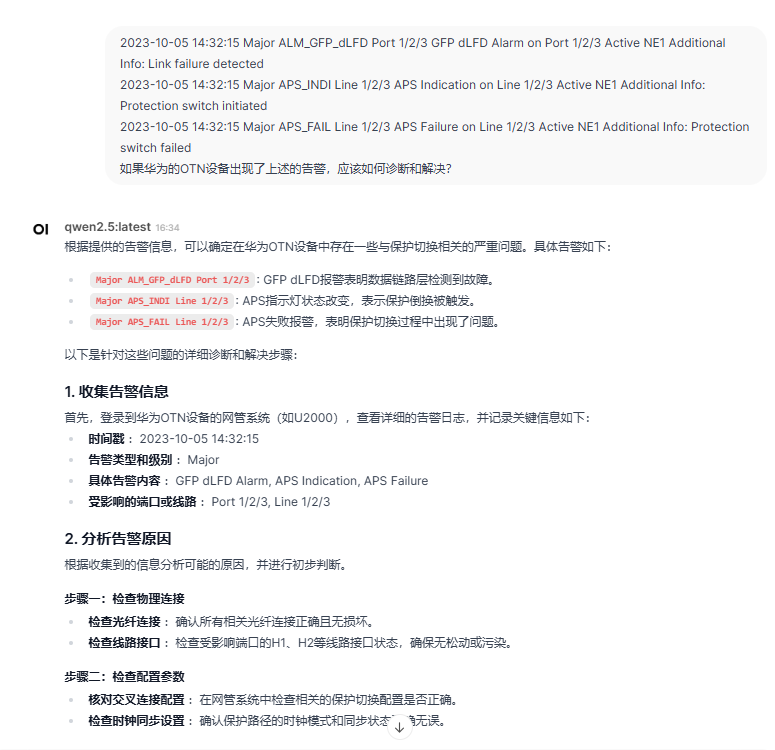 2023-10-05 14:32:15 Major ALM_GFP_dLFD Port 1/2/3 GFP dLFD Alarm on Port 1/2/3 Active NE1 Additional
Info: Link failure detected
2023-10-05 14:32:15 Major APS_INDI Line 1/2/3 APS Indication on Line 1/2/3 Active NE1 Additional Info:
Protection switch initiated
2023-10-05 14:32:15 Major APS_FAIL Line 1/2/3 APS Failure on Line 1/2/3 Active NE1 Additional Info: Protection
switch failed
如果华为的OTN设备出现了上述的告警，应该如何诊断和解决？
OI qwen2.5:latest 16:34
根据提供的告警信息，可以确定在华为OTN设备中存在一些与保护切换相关的严重问题。具体告警如下：
Major ALM_GFP_dLFD Port 1/2/3：GFP dLFD报警表明数据链路层检测到故障。
Major APS_INDI Line 1/2/3：APS指示灯状态改变，表示保护倒换被触发。
Major APS_FAIL Line 1/2/3：APS失败报警，表明保护切换过程中出现了问题。
以下是针对这些问题的详细诊断和解决步骤：
1. 收集告警信息
首先，登录到华为OTN设备的网管系统（如U2000），查看详细的告警日志，并记录关键信息如下：
时间戳：2023-10-05 14:32:15
告警类型和级别：Major
具体告警内容：GFP dLFD Alarm, APS Indication, APS Failure
受影响的端口或线路：Port 1/2/3, Line 1/2/3
2. 分析告警原因
根据收集到的信息分析可能的原因，并进行初步判断。
步骤一：检查物理连接
检查光纤连接：确认所有相关光纤连接正确且无损坏。
检查线路接口：检查受影响端口的H1、H2等线路接口状态，确保无松动或污染。
步骤二：检查配置参数
核对交叉连接配置：在网管系统中检查相关的保护切换配置是否正确。
检查时钟同步设置：确认保护路径的时钟模式和同步状态无误。